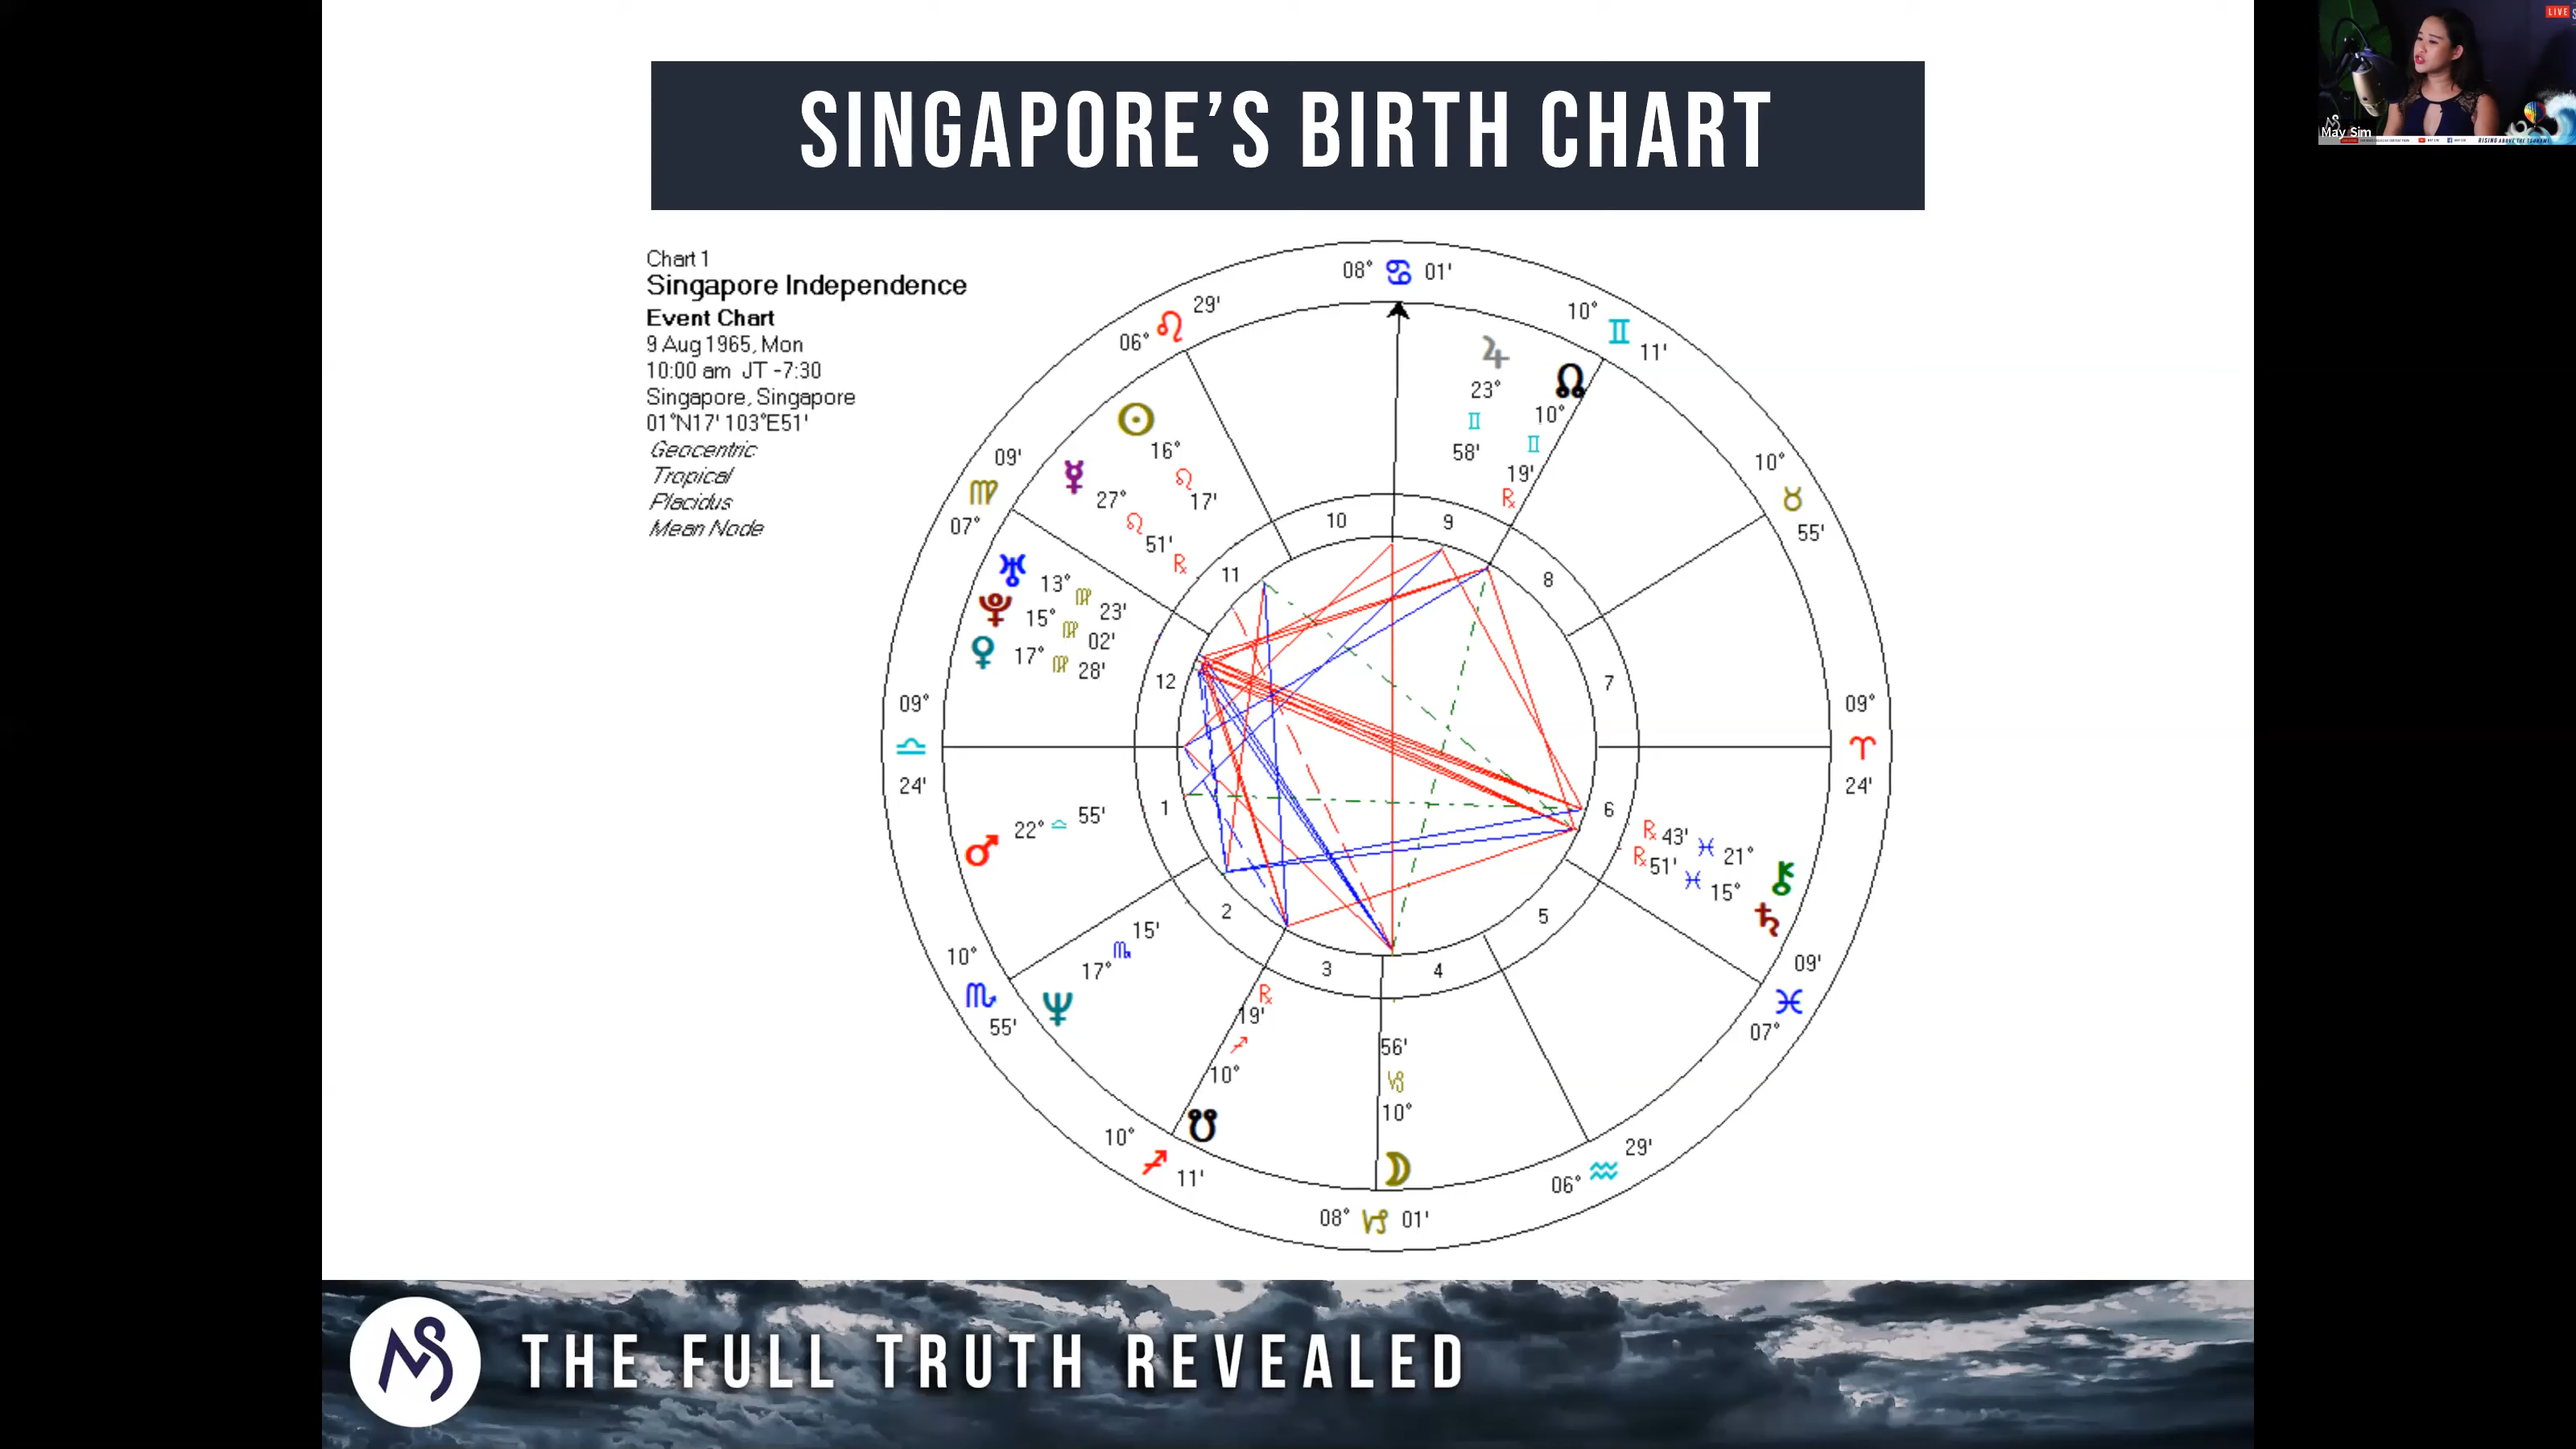 SINGAPORE'S BIRTH CHART
LIVE
May Sim
RISING ABOVE THE TSUNAMI
Chart 1
Singapore Independence
Event Chart
9 Aug 1965, Mon
10:00 am JT -7:30
Singapore, Singapore
01°N17' 103°E51'
Geocentric
Tropical
Placidus
Mean Node
08° ♋ 01'
10° ♊ 11'
06° ♌ 29'
♃ 23° ♊ 58'
☊ 10° ♊ 19' ℞
☉ 16° ♌ 17'
☿ 27° ♌ 51' ℞
09' ♍ 07°
10° ♉ 55'
♅ 13° ♍ 23'
♇ 15° ♍ 02'
♀ 17° ♍ 28'
10
9
11
8
12
7
09° ♎ 24'
09° ♈ 24'
1
6
♂ 22° ♎ 55'
℞ 43' ♓ 21° ⚷
℞ 51' ♓ 15° ♄
2
5
3
4
♆ 17° ♏ 15'
10° ♏ 55'
09' ♓ 07°
℞ 19' ♐ 10° ☋
56' ♑ 10° ☽
10° ♐ 11'
06° ♒ 29'
08° ♑ 01'
MS
THE FULL TRUTH REVEALED